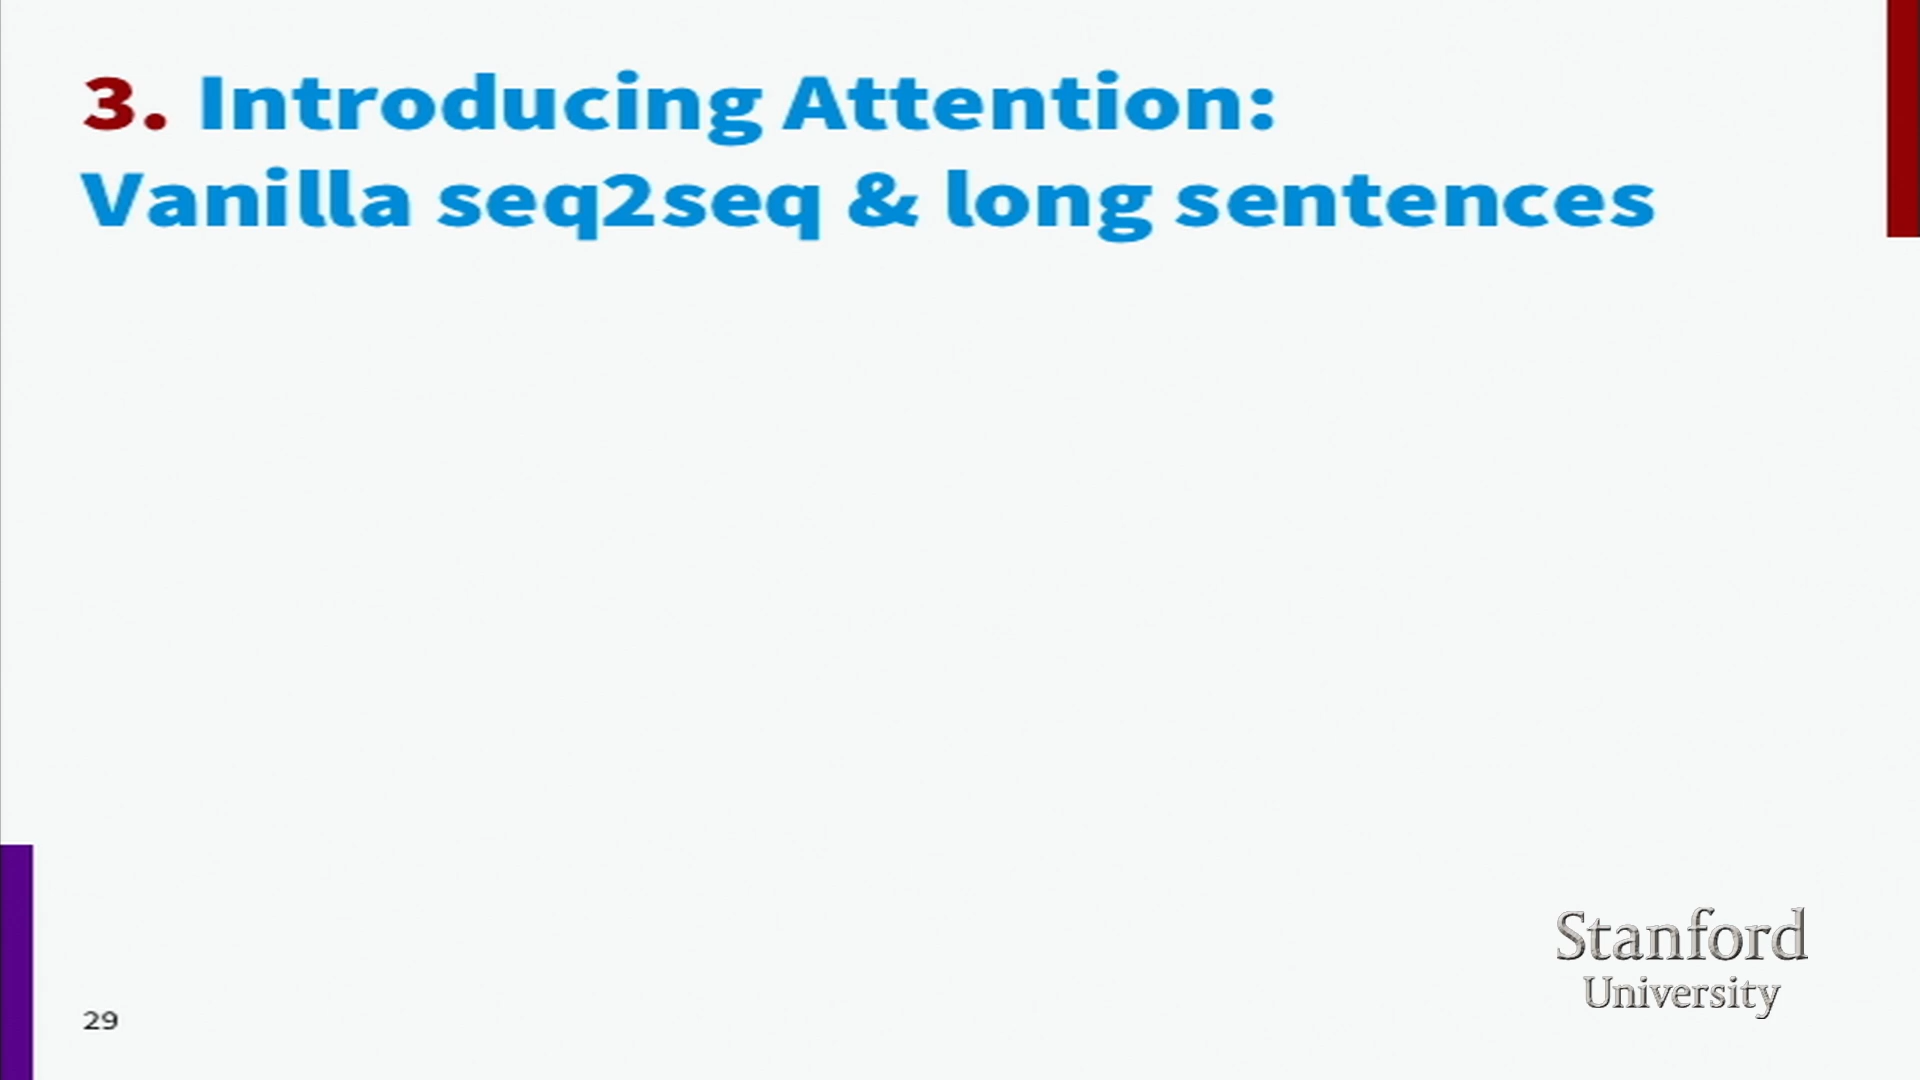 3. Introducing Attention:
Vanilla seq2seq & long sentences
Stanford
University
29